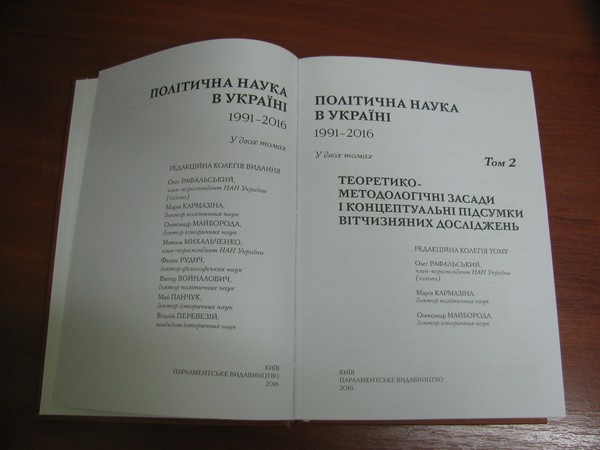 ПОЛІТИЧНА НАУКА
В УКРАЇНІ
1991–2016
У двох томах
РЕДАКЦІЙНА КОЛЕГІЯ ВИДАННЯ
Олег РАФАЛЬСЬКИЙ,
член-кореспондент НАН України
(голова)
Марія КАРМАЗІНА,
доктор політичних наук
Олександр МАЙБОРОДА,
доктор історичних наук
Микола МИХАЛЬЧЕНКО,
член-кореспондент НАН України
Фелікс РУДИЧ,
доктор філософських наук
Віктор ВОЙНАЛОВИЧ,
доктор історичних наук
Май ПАНЧУК,
доктор історичних наук
Віталій ПЕРЕВЕЗІЙ,
кандидат історичних наук
КИЇВ
ПАРЛАМЕНТСЬКЕ ВИДАВНИЦТВО
2016
ПОЛІТИЧНА НАУКА
В УКРАЇНІ
1991–2016
У двох томах
Том 2
ТЕОРЕТИКО-
МЕТОДОЛОГІЧНІ ЗАСАДИ
І КОНЦЕПТУАЛЬНІ ПІДСУМКИ
ВІТЧИЗНЯНИХ ДОСЛІДЖЕНЬ
РЕДАКЦІЙНА КОЛЕГІЯ ТОМУ
Олег РАФАЛЬСЬКИЙ,
член-кореспондент НАН України
(голова)
Марія КАРМАЗІНА,
доктор політичних наук
Олександр МАЙБОРОДА,
доктор історичних наук
КИЇВ
ПАРЛАМЕНТСЬКЕ ВИДАВНИЦТВО
2016